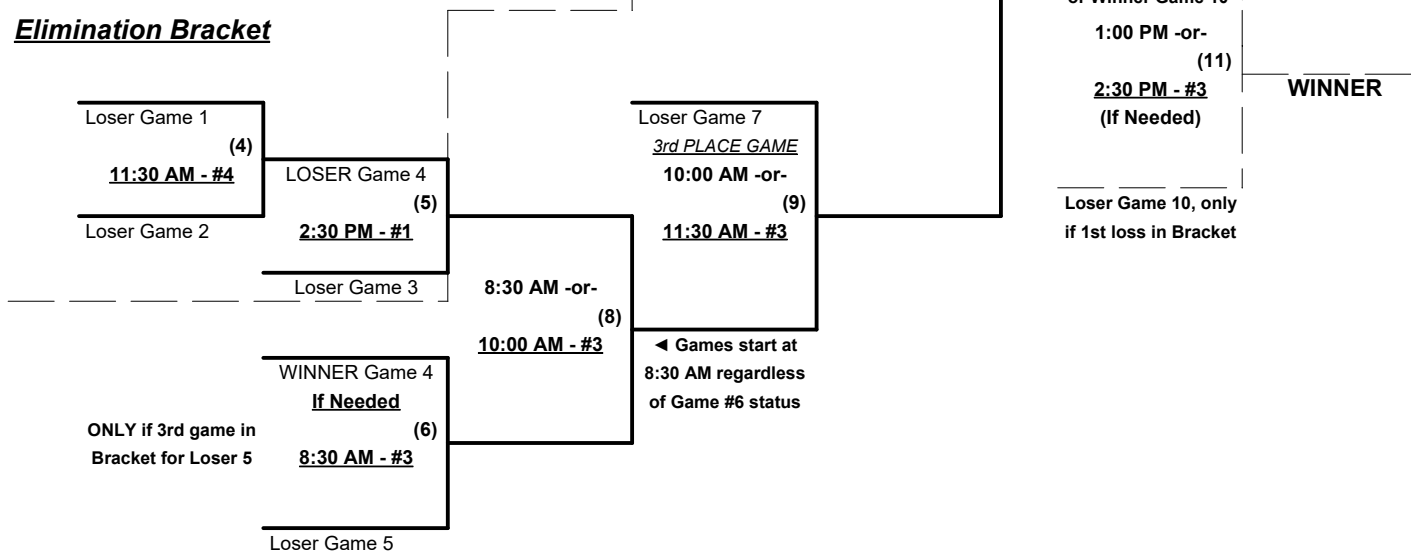 or Winner Game 10
Elimination Bracket
1:00 PM -or-
(11)
2:30 PM - #3
(If Needed)
WINNER
Loser Game 10, only
if 1st loss in Bracket
Loser Game 1
(4)
11:30 AM - #4
Loser Game 2
LOSER Game 4
(5)
2:30 PM - #1
Loser Game 3
Loser Game 7
3rd PLACE GAME
10:00 AM -or-
(9)
11:30 AM - #3
8:30 AM -or-
(8)
10:00 AM - #3
◄ Games start at
8:30 AM regardless
of Game #6 status
WINNER Game 4
If Needed
(6)
8:30 AM - #3
ONLY if 3rd game in
Bracket for Loser 5
Loser Game 5